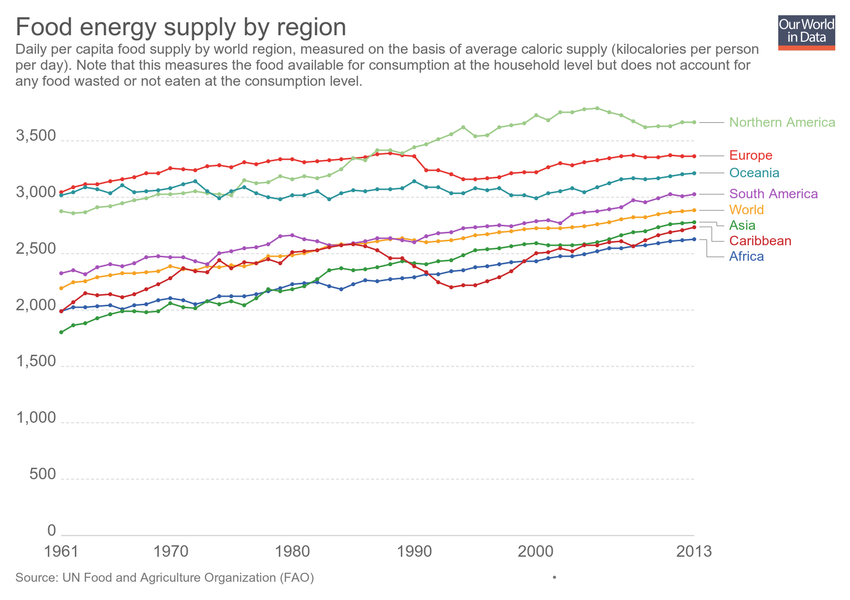 Food energy supply by region
Our World
in Data
Daily per capita food supply by world region, measured on the basis of average caloric supply (kilocalories per person
per day). Note that this measures the food available for consumption at the household level but does not account for
any food wasted or not eaten at the consumption level.
Northern America
3,500
Europe
Oceania
3,000
South America
World
Asia
Caribbean
2,500
Africa
2,000
1,500
1,000
500
0
1961 1970 1980 1990 2000 2013
Source: UN Food and Agriculture Organization (FAO)